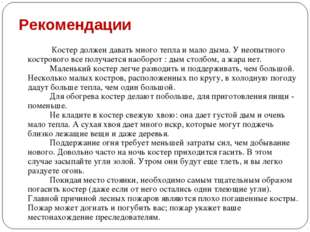 Рекомендации
Костер должен давать много тепла и мало дыма. У неопытного
кострового все получается наоборот : дым столбом, а жара нет.
Маленький костер легче разводить и поддерживать, чем большой.
Несколько малых костров, расположенных по кругу, в холодную погоду
дадут больше тепла, чем один большой.
Для обогрева костер делают побольше, для приготовления пищи -
поменьше.
Не кладите в костер свежую хвою: она дает густой дым и очень
мало тепла. А сухая хвоя дает много искр, которые могут поджечь
близко лежащие вещи и даже деревья.
Поддержание огня требует меньшей затраты сил, чем добывание
нового. Довольно часто на ночь костер приходится гасить. В этом
случае засыпайте угли золой. Утром они будут еще тлеть, и вы легко
раздуете огонь.
Покидая место стоянки, необходимо самым тщательным образом
погасить костер (даже если от него остались одни тлеющие угли).
Главной причиной лесных пожаров являются плохо погашенные костры.
Пожар может догнать и погубить вас; пожар укажет ваше
местонахождение преследователям.